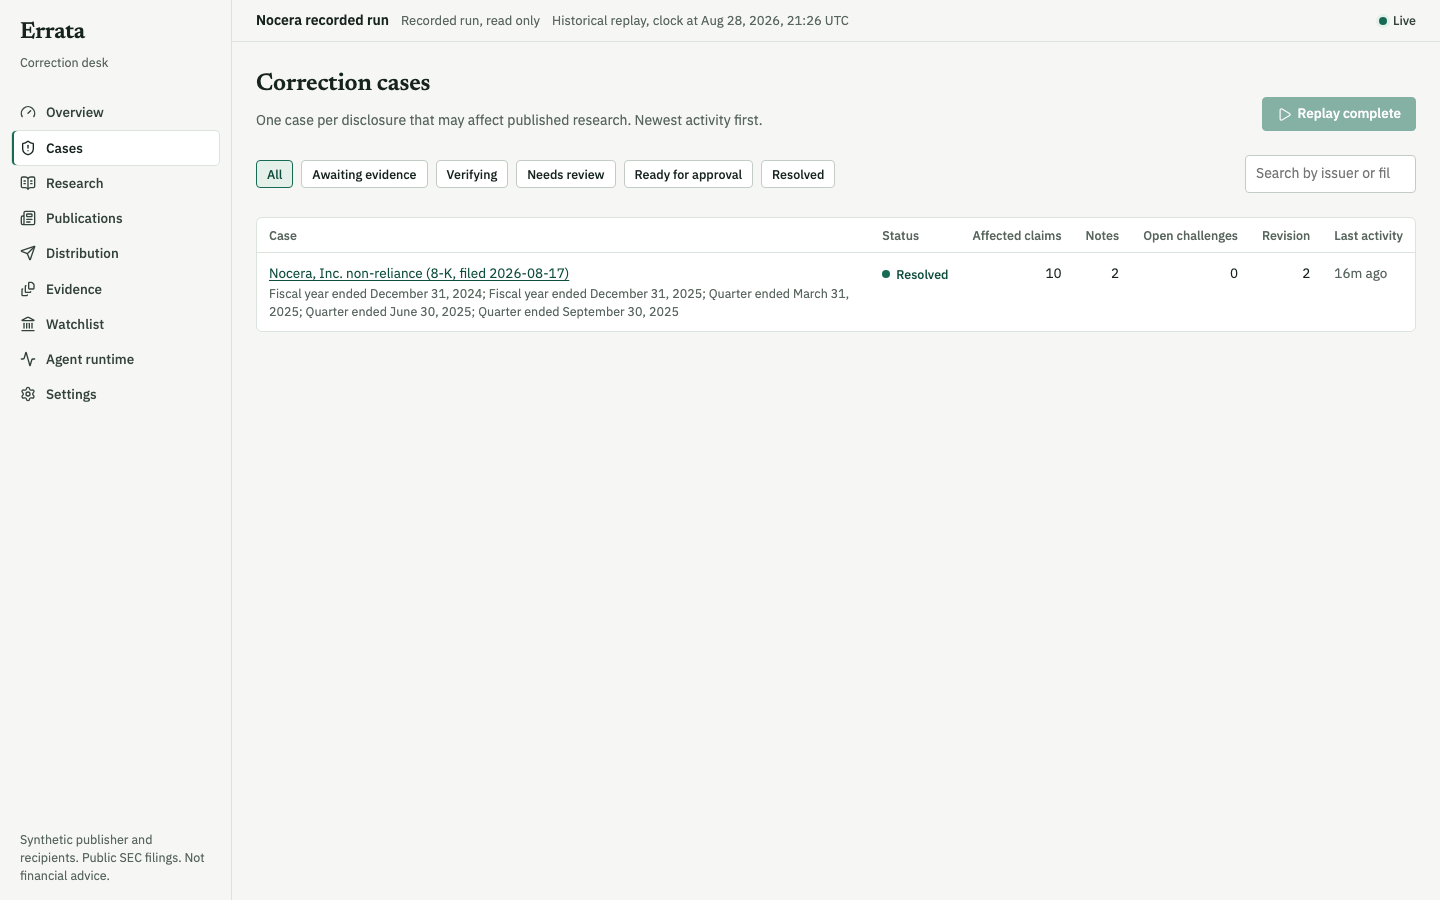 Errata
Correction desk
Overview
Cases
Research
Publications
Distribution
Evidence
Watchlist
Agent runtime
Settings
Synthetic publisher and
recipients. Public SEC filings. Not
financial advice.
Nocera recorded run Recorded run, read only Historical replay, clock at Aug 28, 2026, 21:26 UTC Live
Correction cases
One case per disclosure that may affect published research. Newest activity first.
Replay complete
All Awaiting evidence Verifying Needs review Ready for approval Resolved
Search by issuer or fil
Case Status Affected claims Notes Open challenges Revision Last activity
Nocera, Inc. non-reliance (8-K, filed 2026-08-17) Resolved 10 2 0 2 16m ago
Fiscal year ended December 31, 2024; Fiscal year ended December 31, 2025; Quarter ended March 31,
2025; Quarter ended June 30, 2025; Quarter ended September 30, 2025